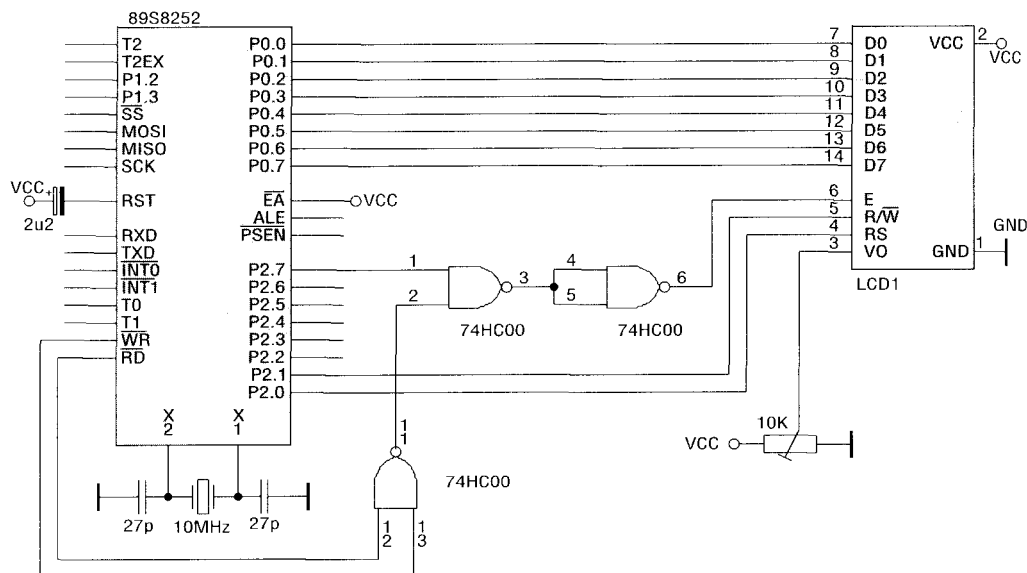 89S8252
T2
T2EX
P1.2
P1.3
SS
MOSI
MISO
SCK
RST
RXD
TXD
INT0
INT1
T0
T1
WR
RD
P0.0
P0.1
P0.2
P0.3
P0.4
P0.5
P0.6
P0.7
EA
ALE
PSEN
P2.7
P2.6
P2.5
P2.4
P2.3
P2.2
P2.1
P2.0
X2
X1
VCC
+
2u2
VCC
27p
10MHz
27p
1
2
3
74HC00
4
5
6
74HC00
11
12
13
74HC00
7
8
9
10
11
12
13
14
6
5
4
3
D0
D1
D2
D3
D4
D5
D6
D7
E
R/W
RS
VO
VCC
2
VCC
GND
1
GND
LCD1
10K
VCC